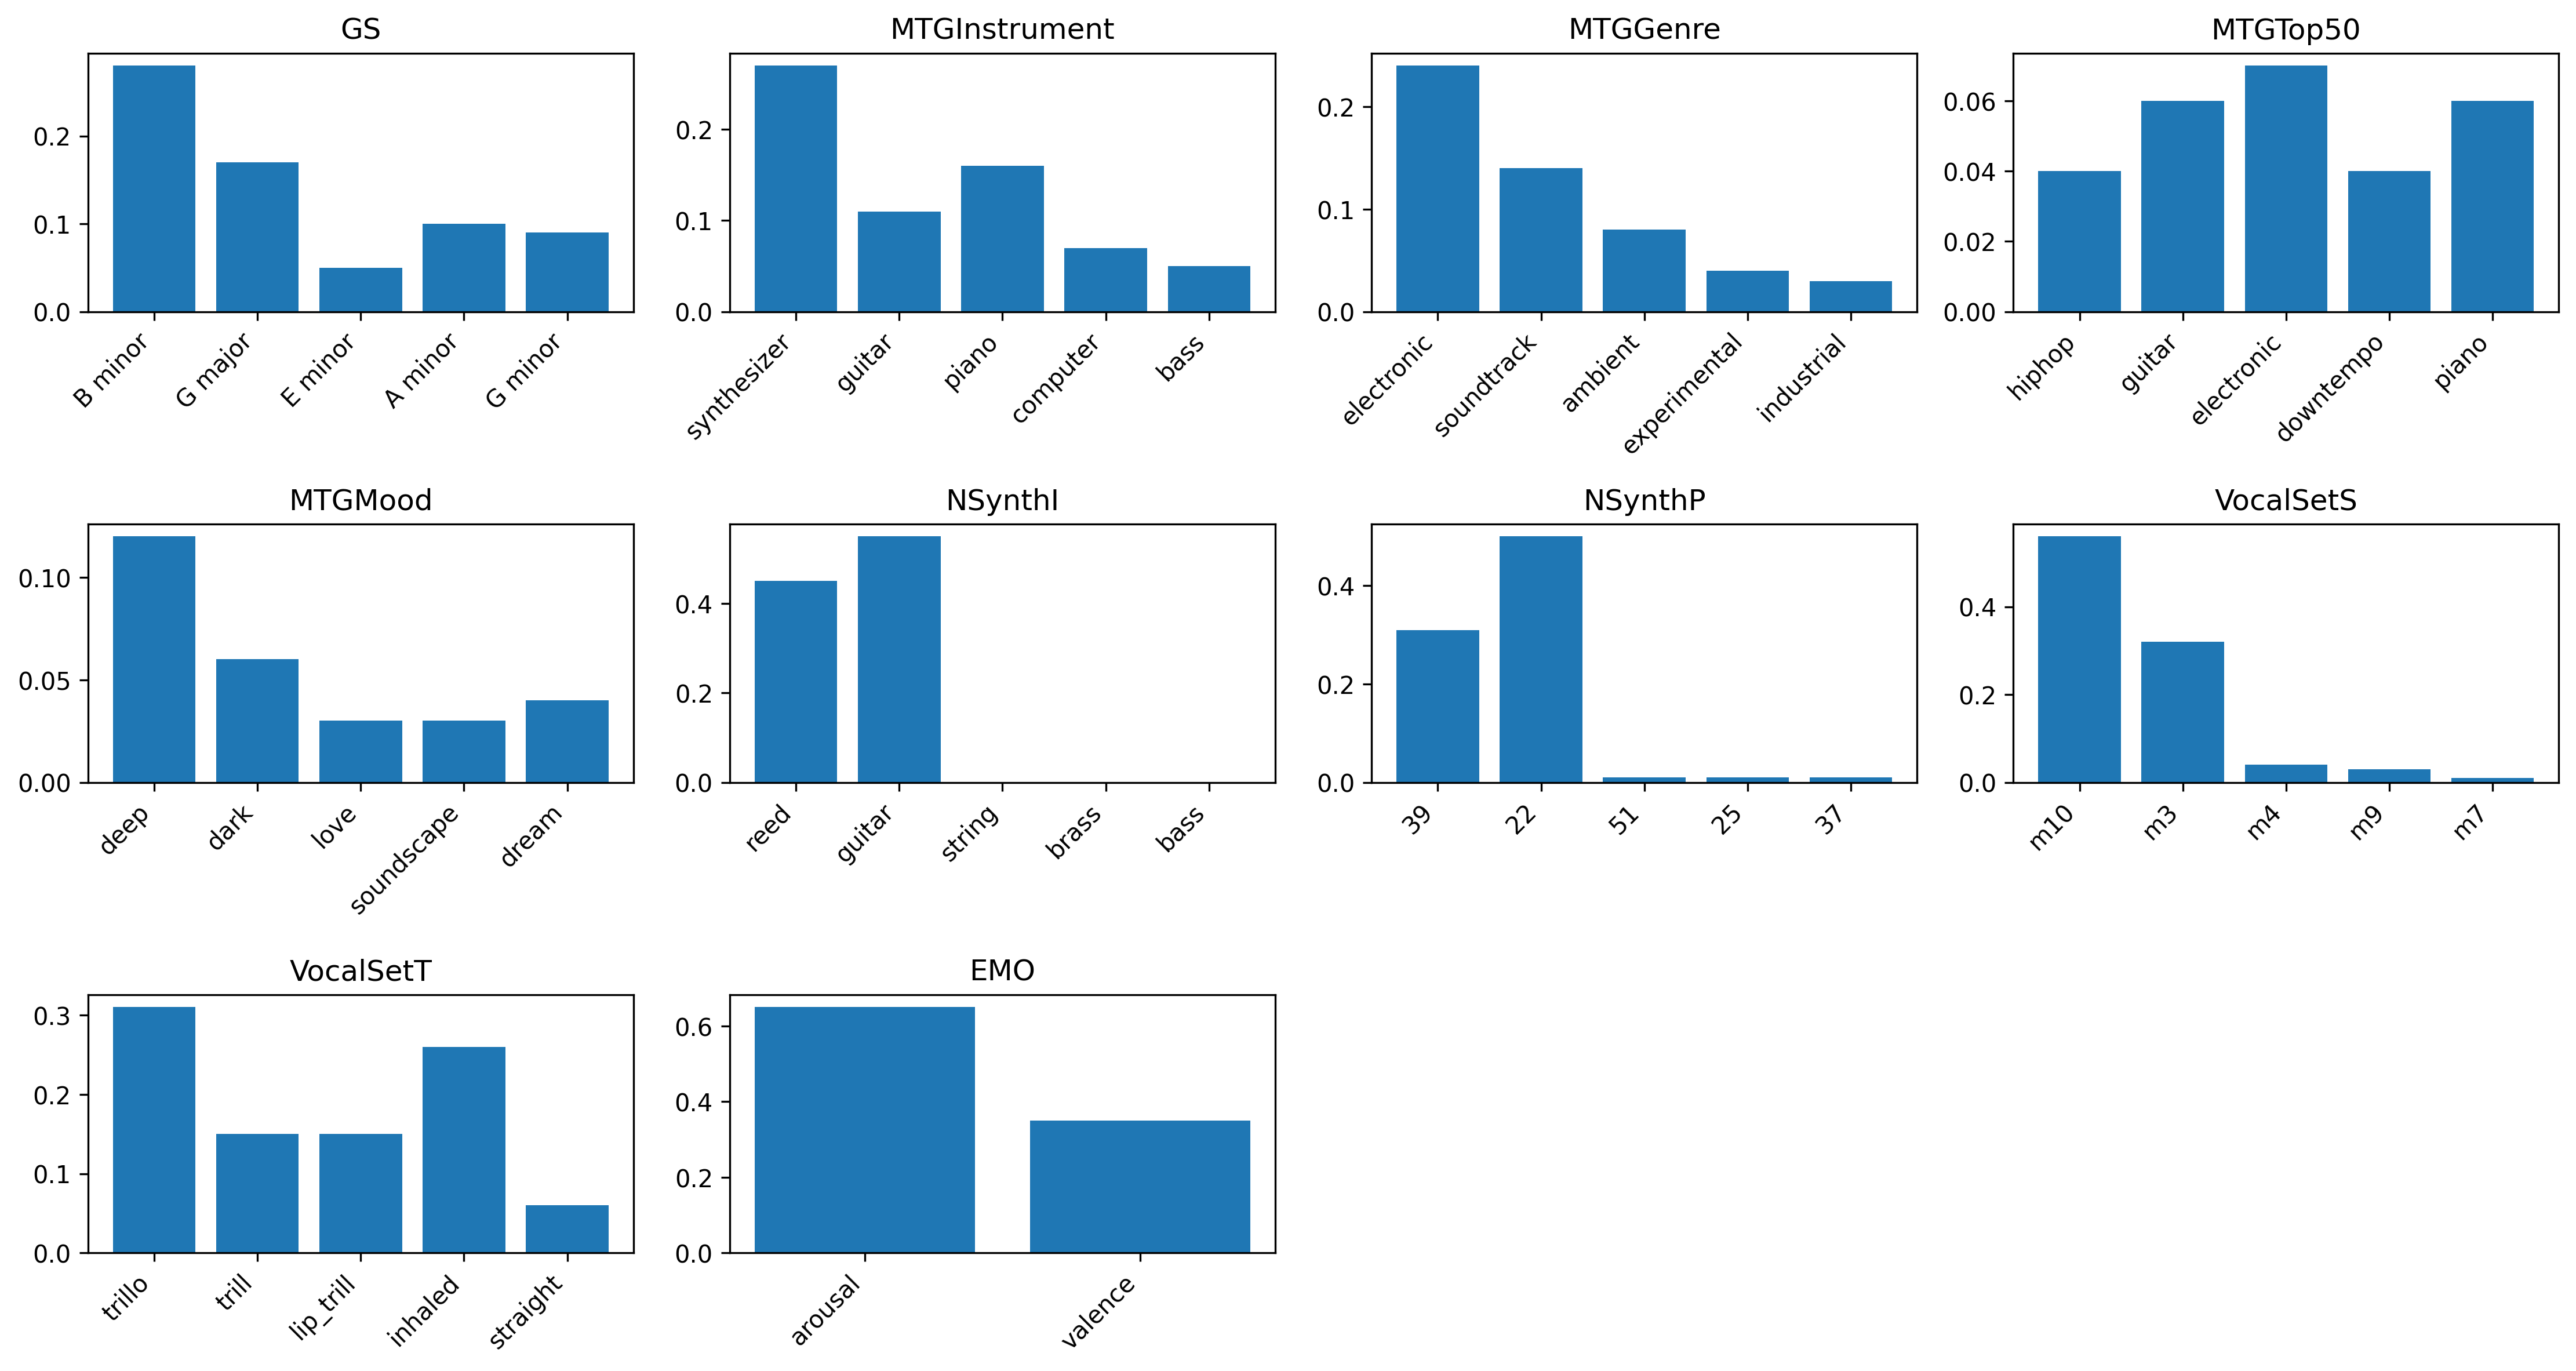 GS
0.2
0.1
0.0
B minor
G major
E minor
A minor
G minor
MTGInstrument
0.2
0.1
0.0
synthesizer
guitar
piano
computer
bass
MTGGenre
0.2
0.1
0.0
electronic
soundtrack
ambient
experimental
industrial
MTGTop50
0.06
0.04
0.02
0.00
hiphop
guitar
electronic
downtempo
piano
MTGMood
0.10
0.05
0.00
deep
dark
love
soundscape
dream
NSynthI
0.4
0.2
0.0
reed
guitar
string
brass
bass
NSynthP
0.4
0.2
0.0
39
22
51
25
37
VocalSetS
0.4
0.2
0.0
m10
m3
m4
m9
m7
VocalSetT
0.3
0.2
0.1
0.0
trillo
trill
lip_trill
inhaled
straight
EMO
0.6
0.4
0.2
0.0
arousal
valence